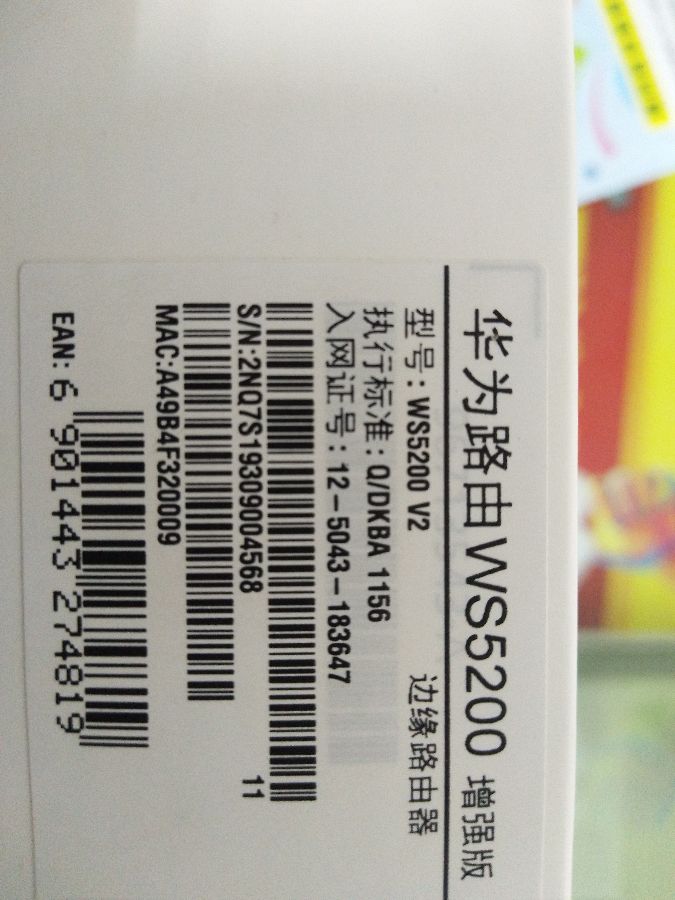 华为路由WS5200 增强版
型号: WS5200 V2 边缘路由器
执行标准: Q/DKBA 1156
入网证号: 12-5043-183647
S/N:2NQ7S19309004568 11
MAC:A49B4F320009
EAN: 6 901443 274819